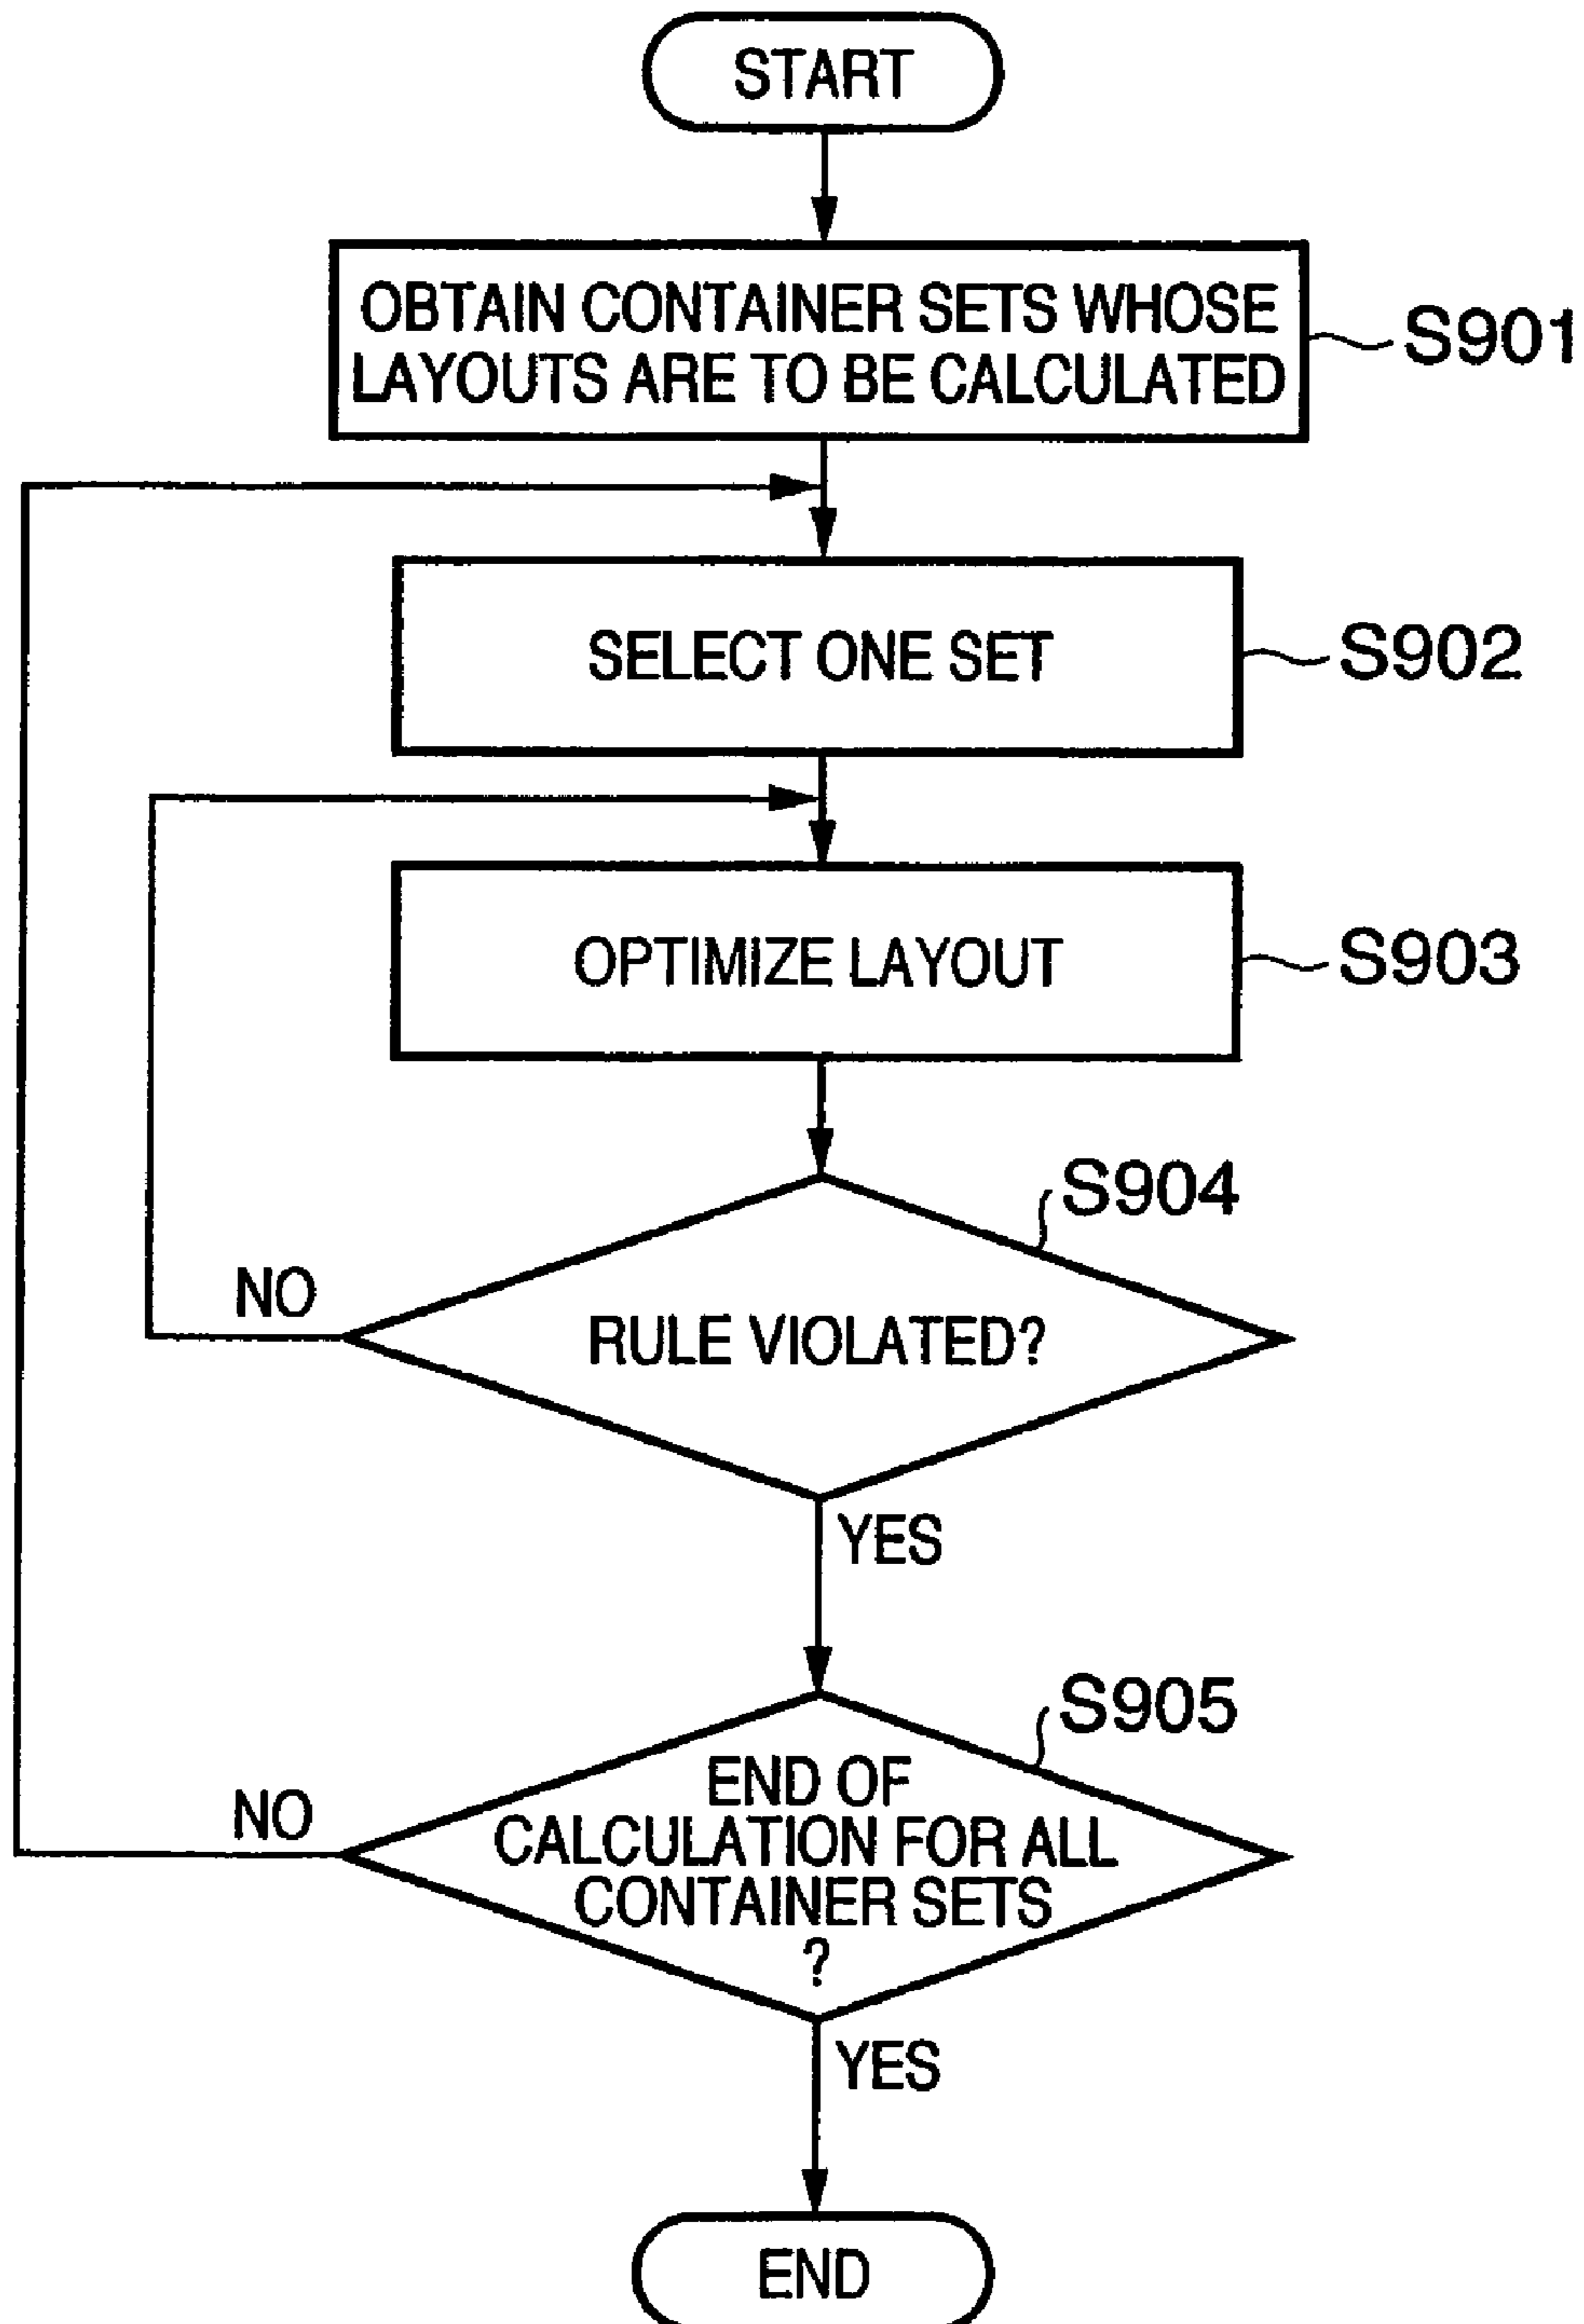 START
OBTAIN CONTAINER SETS WHOSE
LAYOUTS ARE TO BE CALCULATED
S901
SELECT ONE SET
S902
OPTIMIZE LAYOUT
S903
S904
NO
RULE VIOLATED?
YES
S905
NO
END OF
CALCULATION FOR ALL
CONTAINER SETS
?
YES
END